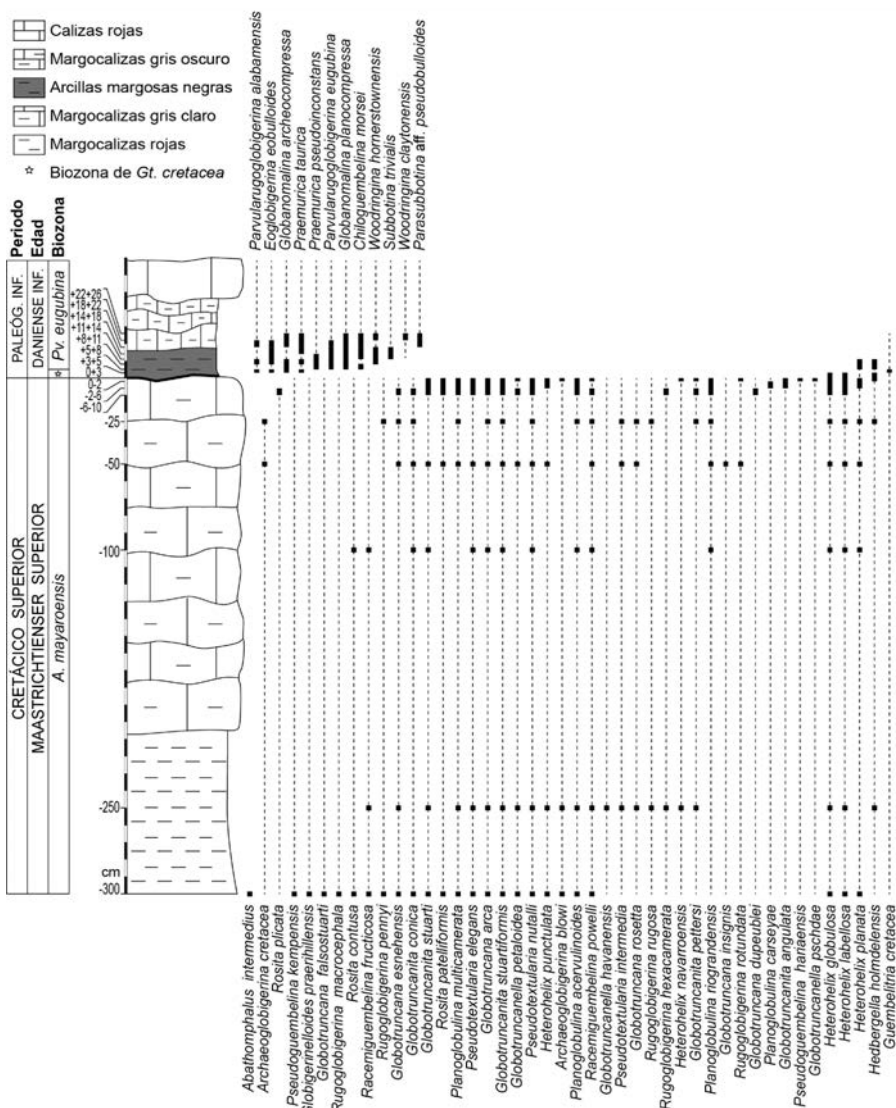 Calizas rojas
Margocalizas gris oscuro
Arcillas margosas negras
Margocalizas gris claro
Margocalizas rojas
Biozona de Gt. cretacea
Periodo
Edad
Biozona
Parvularugoglobigerina alabamensis
Eoglobigerina eobulloides
Globanomalina archeocompressa
Praemurica taurica
Praemurica pseudoinconstans
Parvularugoglobigerina eugubina
Globanomalina planocompressa
Chiloguembelina morsei
Woodringina hornerstownensis
Subbotina trivialis
Woodringina claytonensis
Parasubbotina aff. pseudobulloides
PALEÓG. INF.
DANIENSE INF.
Pv. eugubina
CRETÁCICO SUPERIOR
MAASTRICHTIENSER SUPERIOR
A. mayaroensis
+22+26
+18+22
+14+18
+11+14
+8+11
+5+8
+3+5
0+3
0-2
-2-6
-6-10
-25
-50
-100
-250
cm
-300
Abathomphalus intermedius
Archaeoglobigerina cretacea
Rosita plicata
Pseudoguembelina kempensis
Globigerinelloides praerihillensis
Globotruncana falsostuarti
Rugoglobigerina macrocephala
Rosita contusa
Racemiguembelina fructicosa
Rugoglobigerina pennyi
Globotruncana esnehensis
Globotruncanita conica
Globotruncanita stuarti
Rosita patelliformis
Planoglobulina multicamerata
Pseudotextularia elegans
Globotruncana arca
Globotruncanita stuartiformis
Globotruncanella petaloidea
Pseudotextularia nutalli
Heterohelix punctulata
Archaeoglobigerina blowi
Planoglobulina acervulinoides
Racemiguembelina powelli
Globotruncanella havanensis
Pseudotextularia intermedia
Globotruncana rosetta
Rugoglobigerina rugosa
Rugoglobigerina hexacamerata
Heterohelix navarroensis
Globotruncanita pettersi
Planoglobulina riograndensis
Globotruncana insignis
Rugoglobigerina rotundata
Globotruncana dupeublei
Planoglobulina carseyae
Globotruncanita angulata
Pseudoguembelina hariaensis
Globotruncanella pschdae
Heterohelix globulosa
Heterohelix labellosa
Heterohelix planata
Hedbergella holmdelensis
Guembelitria cretacea